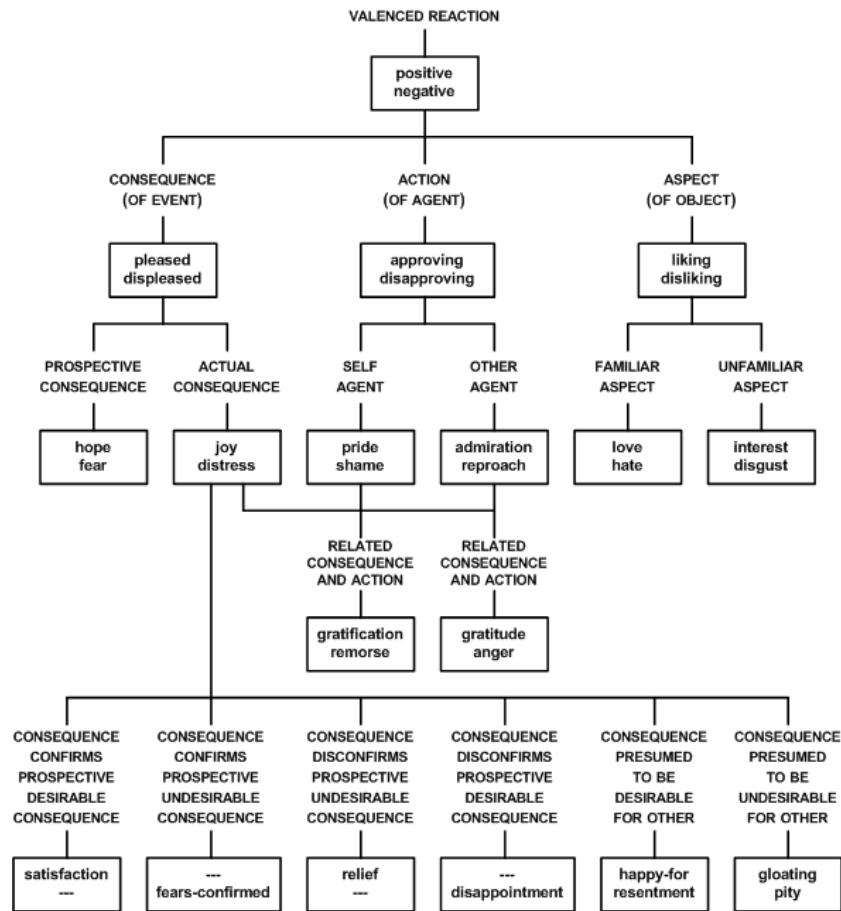 VALENCED REACTION
positive
negative
CONSEQUENCE
(OF EVENT)
ACTION
(OF AGENT)
ASPECT
(OF OBJECT)
pleased
displeased
approving
disapproving
liking
disliking
PROSPECTIVE
CONSEQUENCE
ACTUAL
CONSEQUENCE
SELF
AGENT
OTHER
AGENT
FAMILIAR
ASPECT
UNFAMILIAR
ASPECT
hope
fear
joy
distress
pride
shame
admiration
reproach
love
hate
interest
disgust
RELATED
CONSEQUENCE
AND ACTION
RELATED
CONSEQUENCE
AND ACTION
gratification
remorse
gratitude
anger
CONSEQUENCE
CONFIRMS
PROSPECTIVE
DESIRABLE
CONSEQUENCE
CONSEQUENCE
CONFIRMS
PROSPECTIVE
UNDESIRABLE
CONSEQUENCE
CONSEQUENCE
DISCONFIRMS
PROSPECTIVE
UNDESIRABLE
CONSEQUENCE
CONSEQUENCE
DISCONFIRMS
PROSPECTIVE
DESIRABLE
CONSEQUENCE
CONSEQUENCE
PRESUMED
TO BE
DESIRABLE
FOR OTHER
CONSEQUENCE
PRESUMED
TO BE
UNDESIRABLE
FOR OTHER
satisfaction
---
---
fears-confirmed
relief
---
---
disappointment
happy-for
resentment
gloating
pity